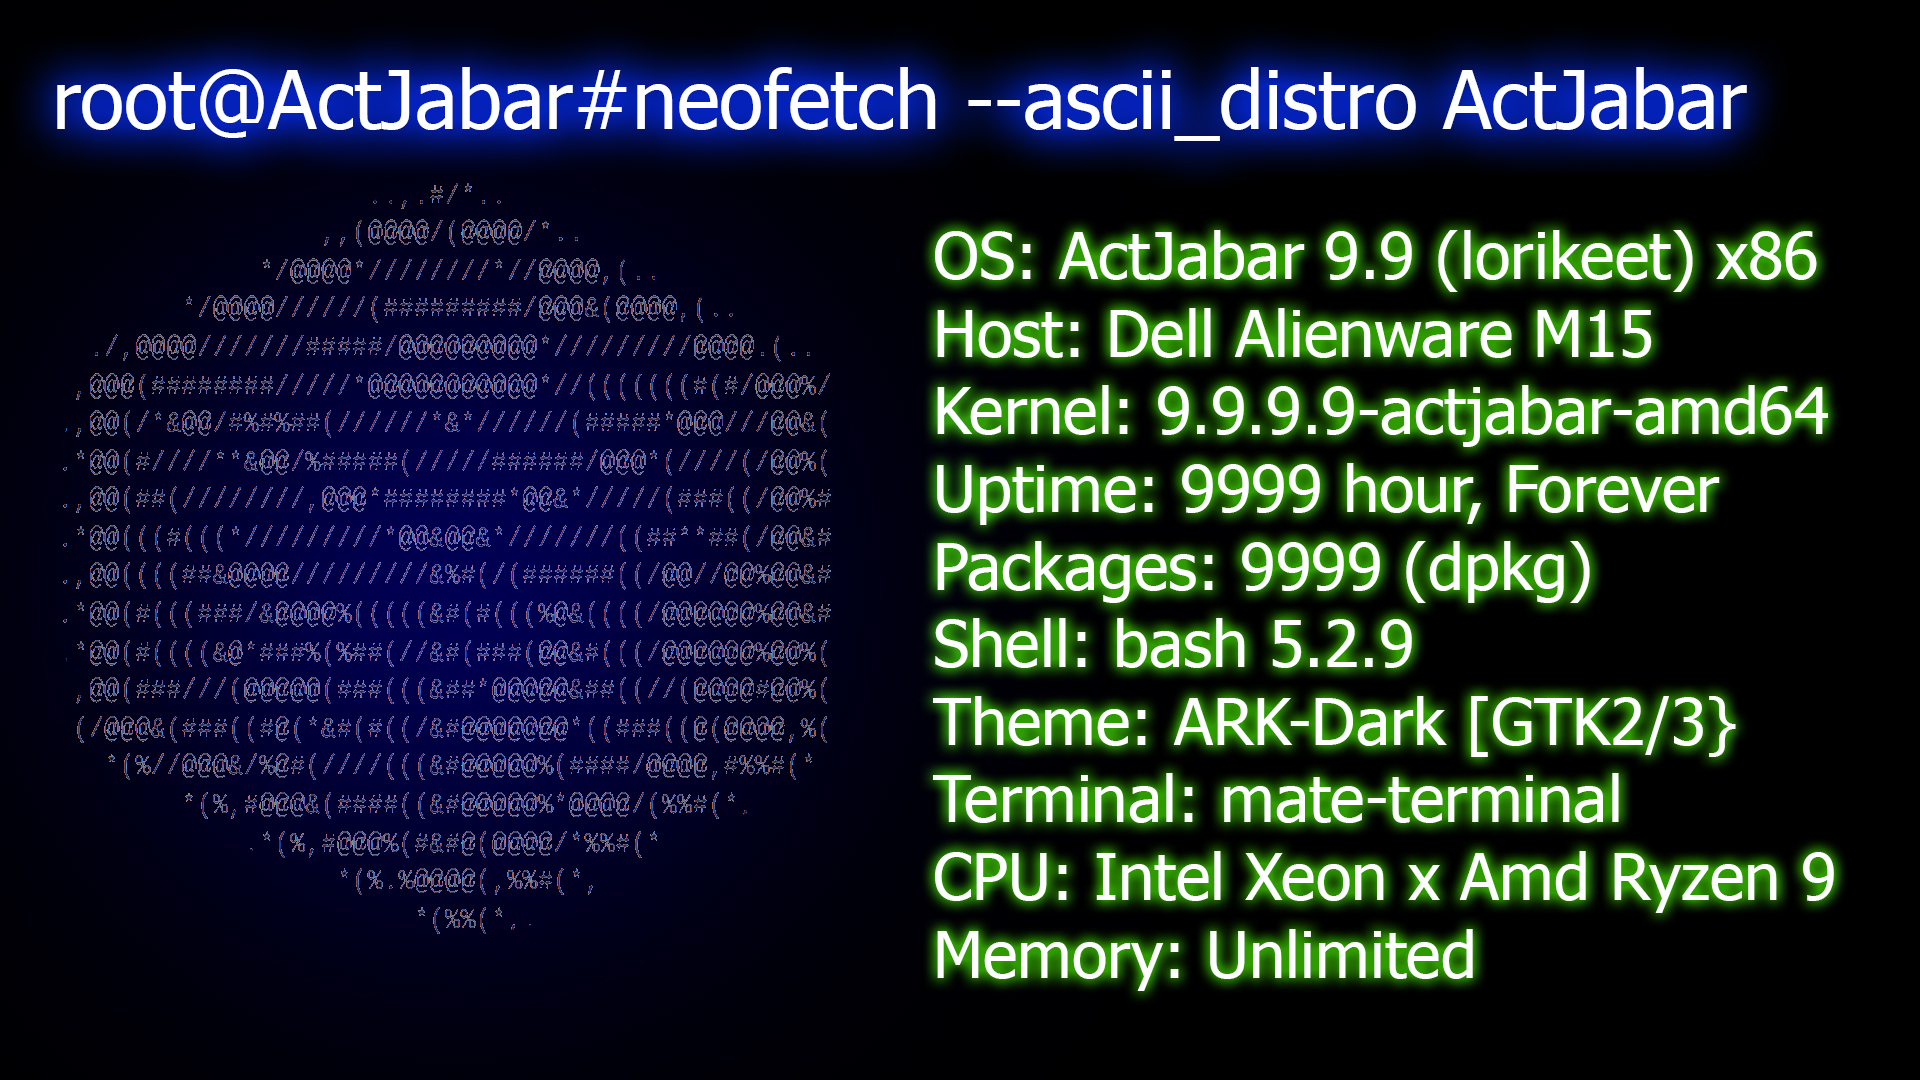 root@ActJabar#neofetch --ascii_distro ActJabar
OS: ActJabar 9.9 (lorikeet) x86
Host: Dell Alienware M15
Kernel: 9.9.9.9-actjabar-amd64
Uptime: 9999 hour, Forever
Packages: 9999 (dpkg)
Shell: bash 5.2.9
Theme: ARK-Dark [GTK2/3}
Terminal: mate-terminal
CPU: Intel Xeon x Amd Ryzen 9
Memory: Unlimited